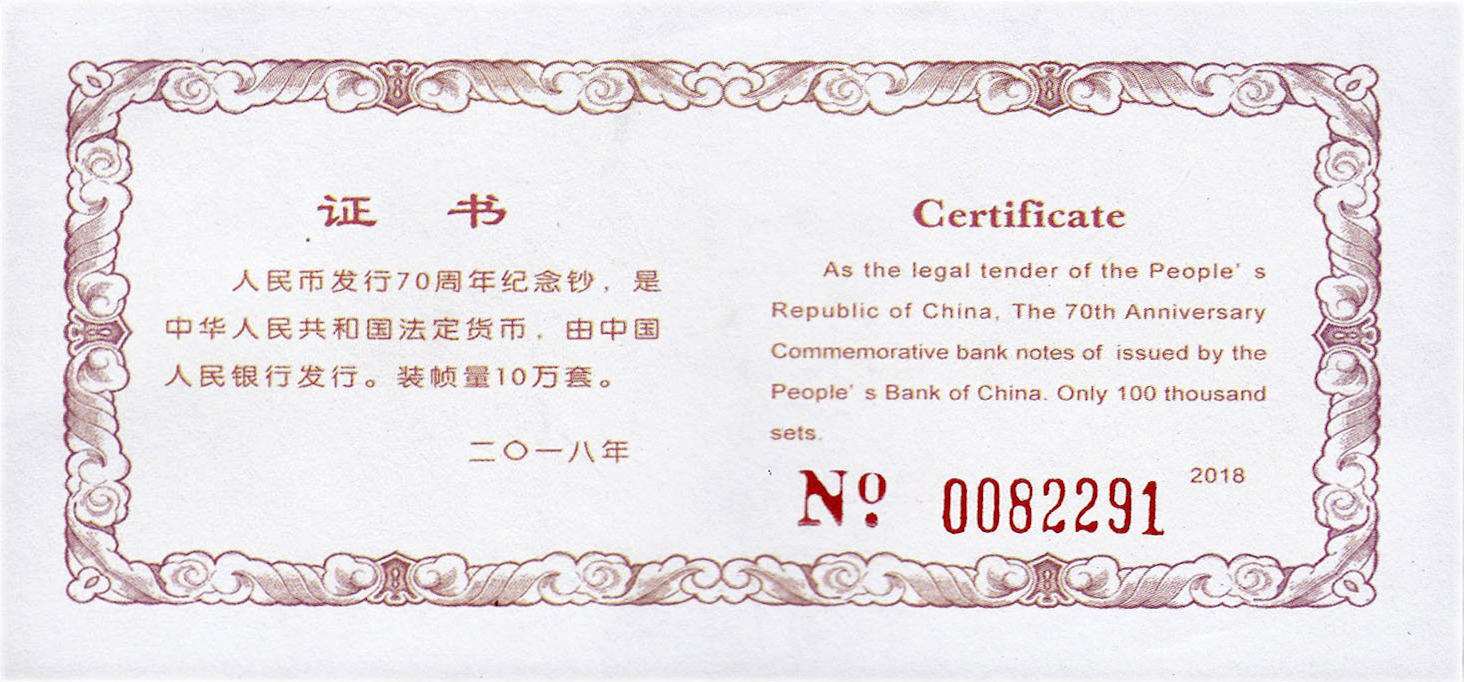 证 书
人民币发行70周年纪念钞，是
中华人民共和国法定货币，由中国
人民银行发行。装帧量10万套。
二〇一八年
Certificate
As the legal tender of the People's
Republic of China, The 70th Anniversary
Commemorative bank notes of issued by the
People's Bank of China. Only 100 thousand
sets.
2018
Nº 0082291